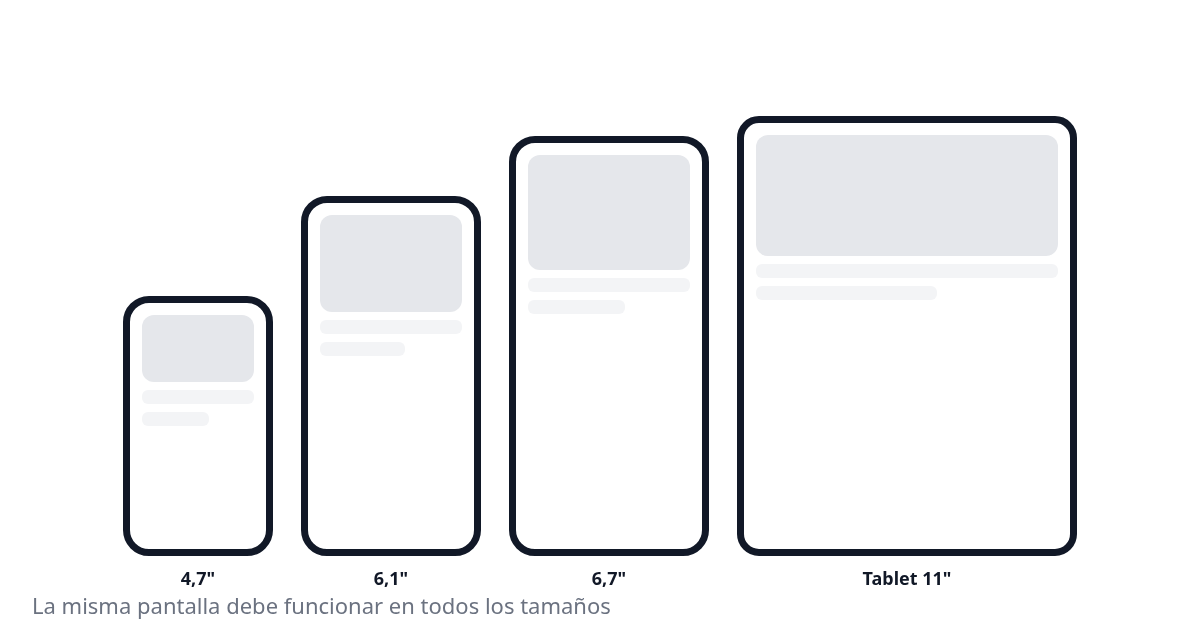 4,7"
6,1"
6,7"
Tablet 11"
La misma pantalla debe funcionar en todos los tamaños